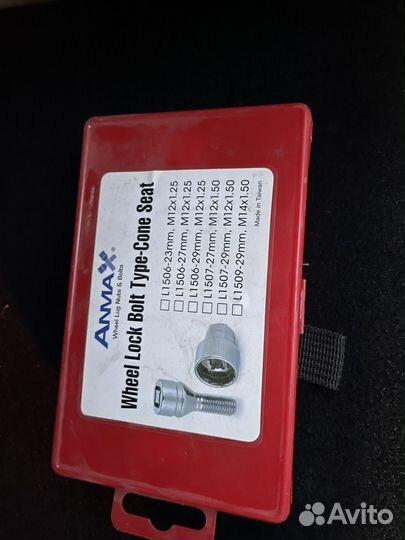 ANMAX®
Wheel Lug Nuts & Bolts
Wheel Lock Bolt Type-Cone Seat
L1506-23mm, M12x1.25
L1506-27mm, M12x1.25
L1506-29mm, M12x1.25
L1507-27mm, M12x1.50
L1507-29mm, M12x1.50
L1509-29mm, M14x1.50
Made in Taiwan
Avito